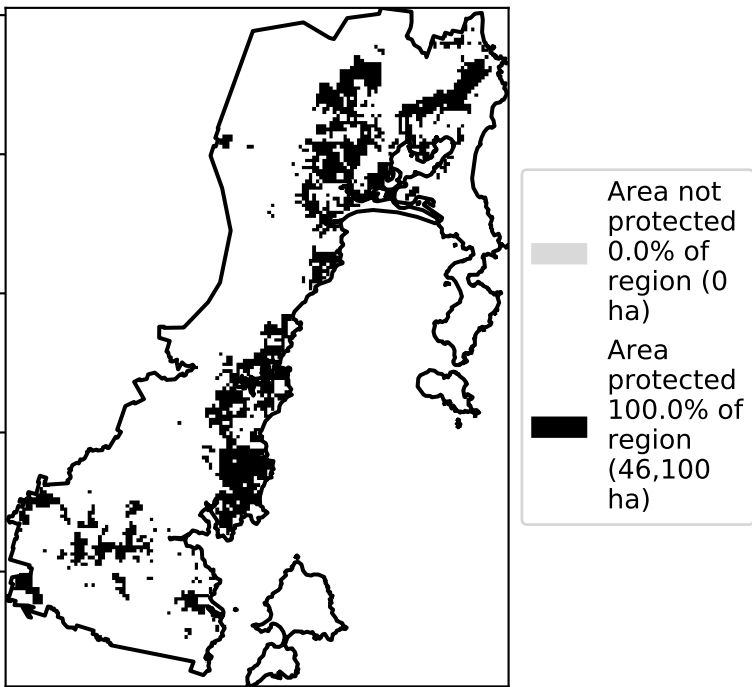 Area not
protected
0.0% of
region (0
ha)
Area
protected
100.0% of
region
(46,100
ha)